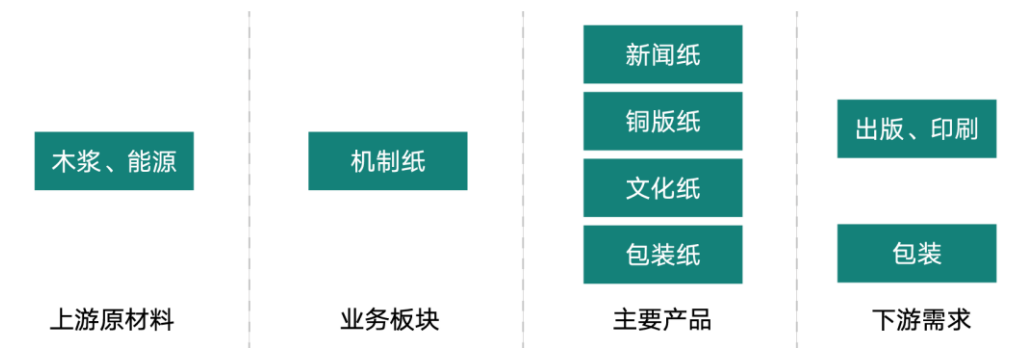 木浆、能源
上游原材料
机制纸
业务板块
新闻纸
铜版纸
文化纸
包装纸
主要产品
出版、印刷
包装
下游需求